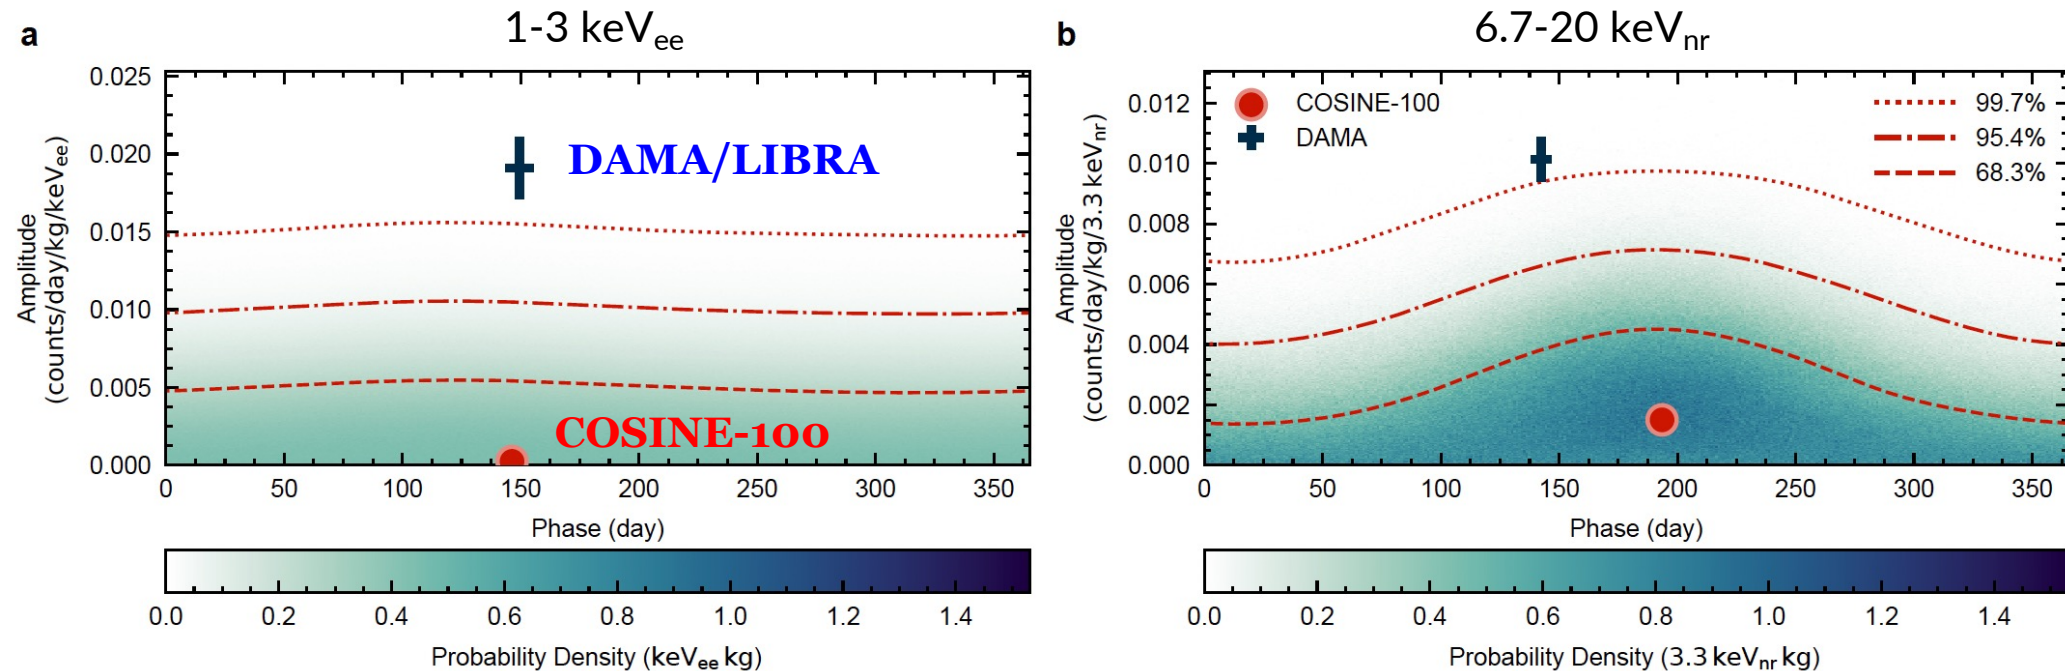 a
1-3 keVee
0.025
0.020
0.015
0.010
0.005
0.000
Amplitude
(counts/day/kg/keVee)
DAMA/LIBRA
COSINE-100
0 50 100 150 200 250 300 350
Phase (day)
0.0 0.2 0.4 0.6 0.8 1.0 1.2 1.4
Probability Density (keVee kg)
b
6.7-20 keVnr
0.012
0.010
0.008
0.006
0.004
0.002
0.000
Amplitude
(counts/day/kg/3.3 keVnr)
COSINE-100
DAMA
99.7%
95.4%
68.3%
0 50 100 150 200 250 300 350
Phase (day)
0.0 0.2 0.4 0.6 0.8 1.0 1.2 1.4
Probability Density (3.3 keVnr kg)